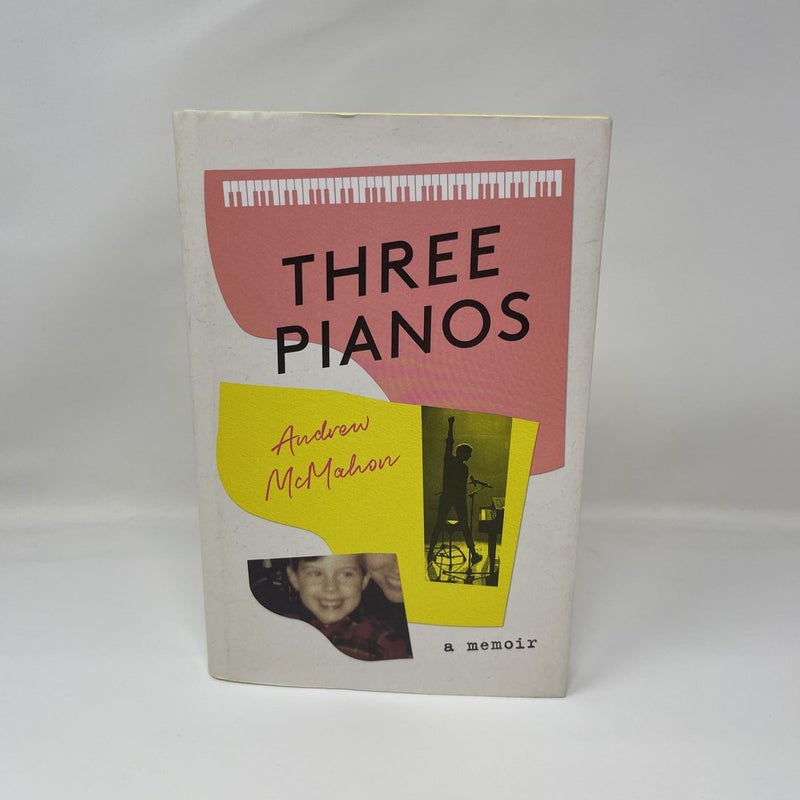 THREE
PIANOS
Andrew
McMahon
a memoir